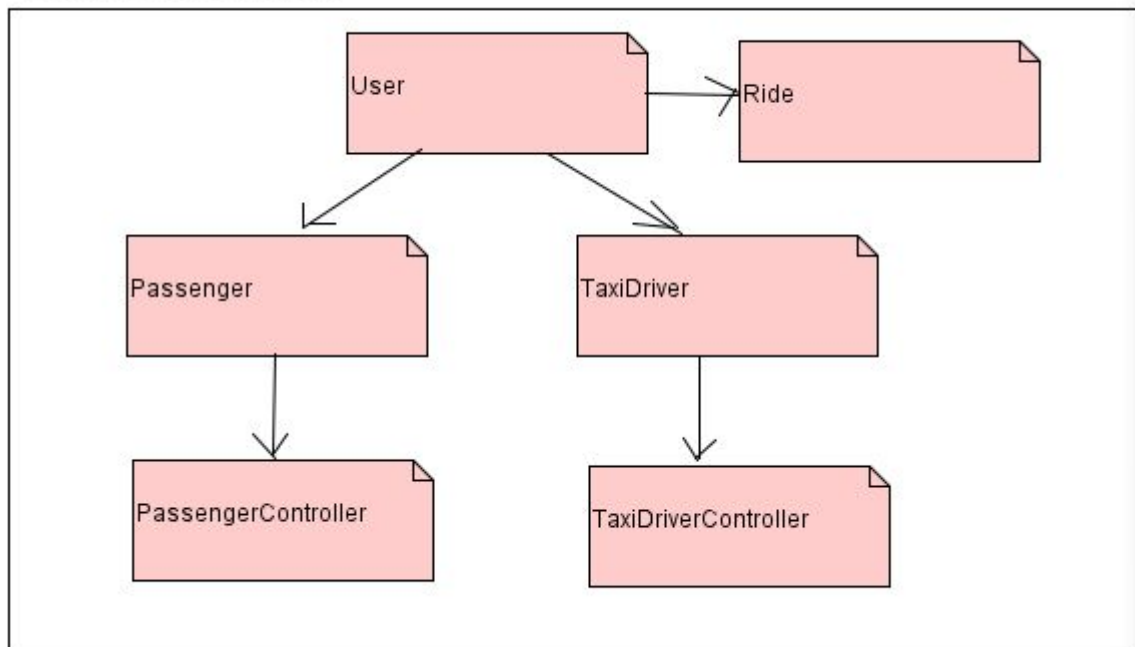 User
Ride
Passenger
TaxiDriver
PassengerController
TaxiDriverController